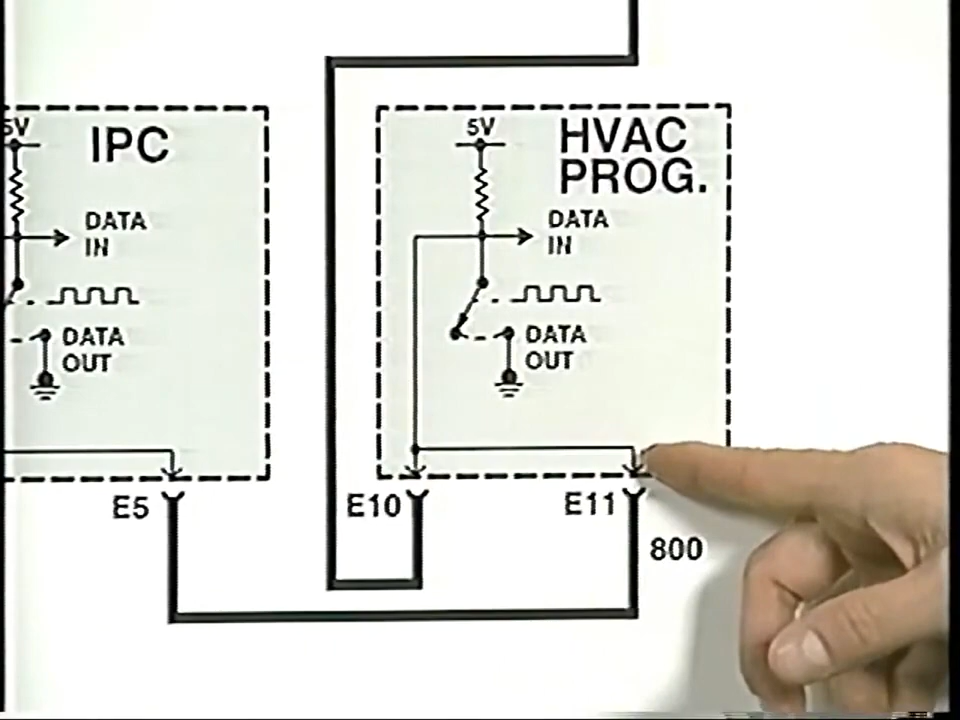 5V
IPC
DATA
IN
DATA
OUT
E5
5V
HVAC
PROG.
DATA
IN
DATA
OUT
E10
E11
800